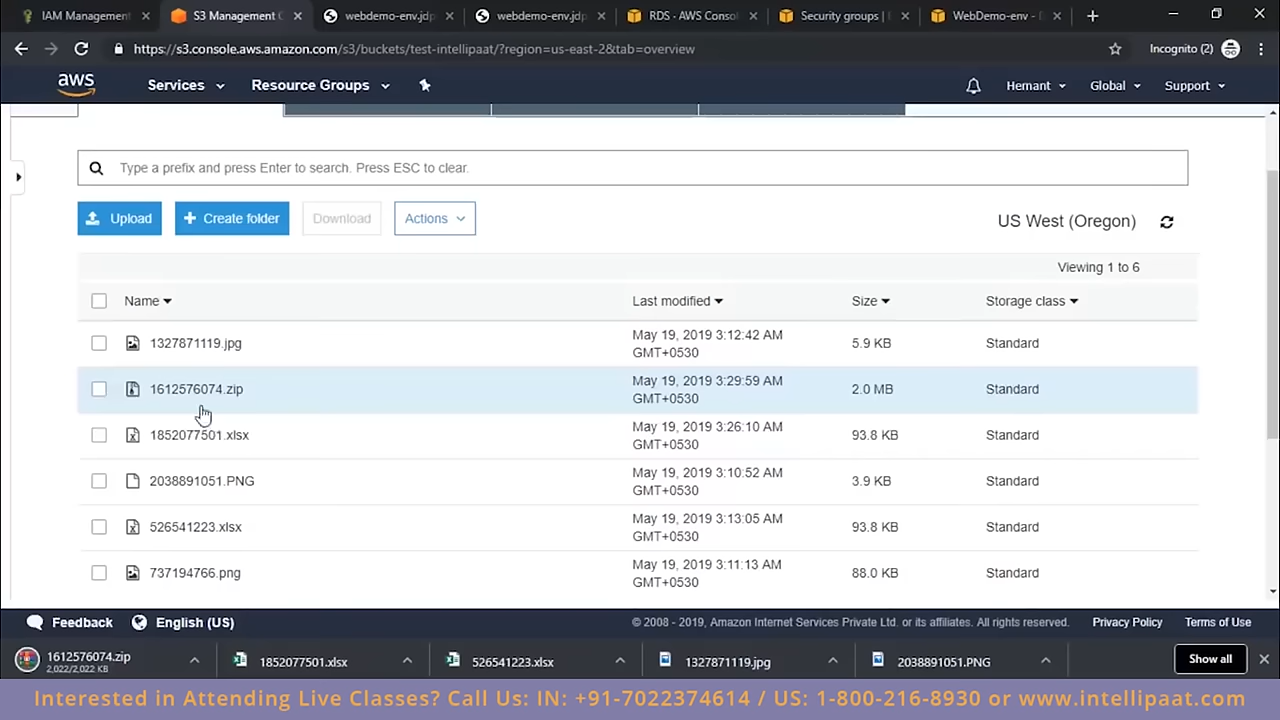 IAM Management
S3 Management C
webdemo-env.jdp
webdemo-env.jdp
RDS - AWS Conso
Security groups |
WebDemo-env - (
https://s3.console.aws.amazon.com/s3/buckets/test-intellipaat/?region=us-east-2&tab=overview
Incognito (2)
aws
Services
Resource Groups
Hemant
Global
Support
Type a prefix and press Enter to search. Press ESC to clear.
Upload
Create folder
Download
Actions
US West (Oregon)
Viewing 1 to 6
Name
Last modified
Size
Storage class
1327871119.jpg
May 19, 2019 3:12:42 AM
GMT+0530
5.9 KB
Standard
1612576074.zip
May 19, 2019 3:29:59 AM
GMT+0530
2.0 MB
Standard
1852077501.xlsx
May 19, 2019 3:26:10 AM
GMT+0530
93.8 KB
Standard
2038891051.PNG
May 19, 2019 3:10:52 AM
GMT+0530
3.9 KB
Standard
526541223.xlsx
May 19, 2019 3:13:05 AM
GMT+0530
93.8 KB
Standard
737194766.png
May 19, 2019 3:11:13 AM
GMT+0530
88.0 KB
Standard
Feedback
English (US)
© 2008 - 2019, Amazon Internet Services Private Ltd. or its affiliates. All rights reserved.
Privacy Policy
Terms of Use
1612576074.zip
2,022/2,022 KB
1852077501.xlsx
526541223.xlsx
1327871119.jpg
2038891051.PNG
Show all
Interested in Attending Live Classes? Call Us: IN: +91-7022374614 / US: 1-800-216-8930 or www.intellipaat.com